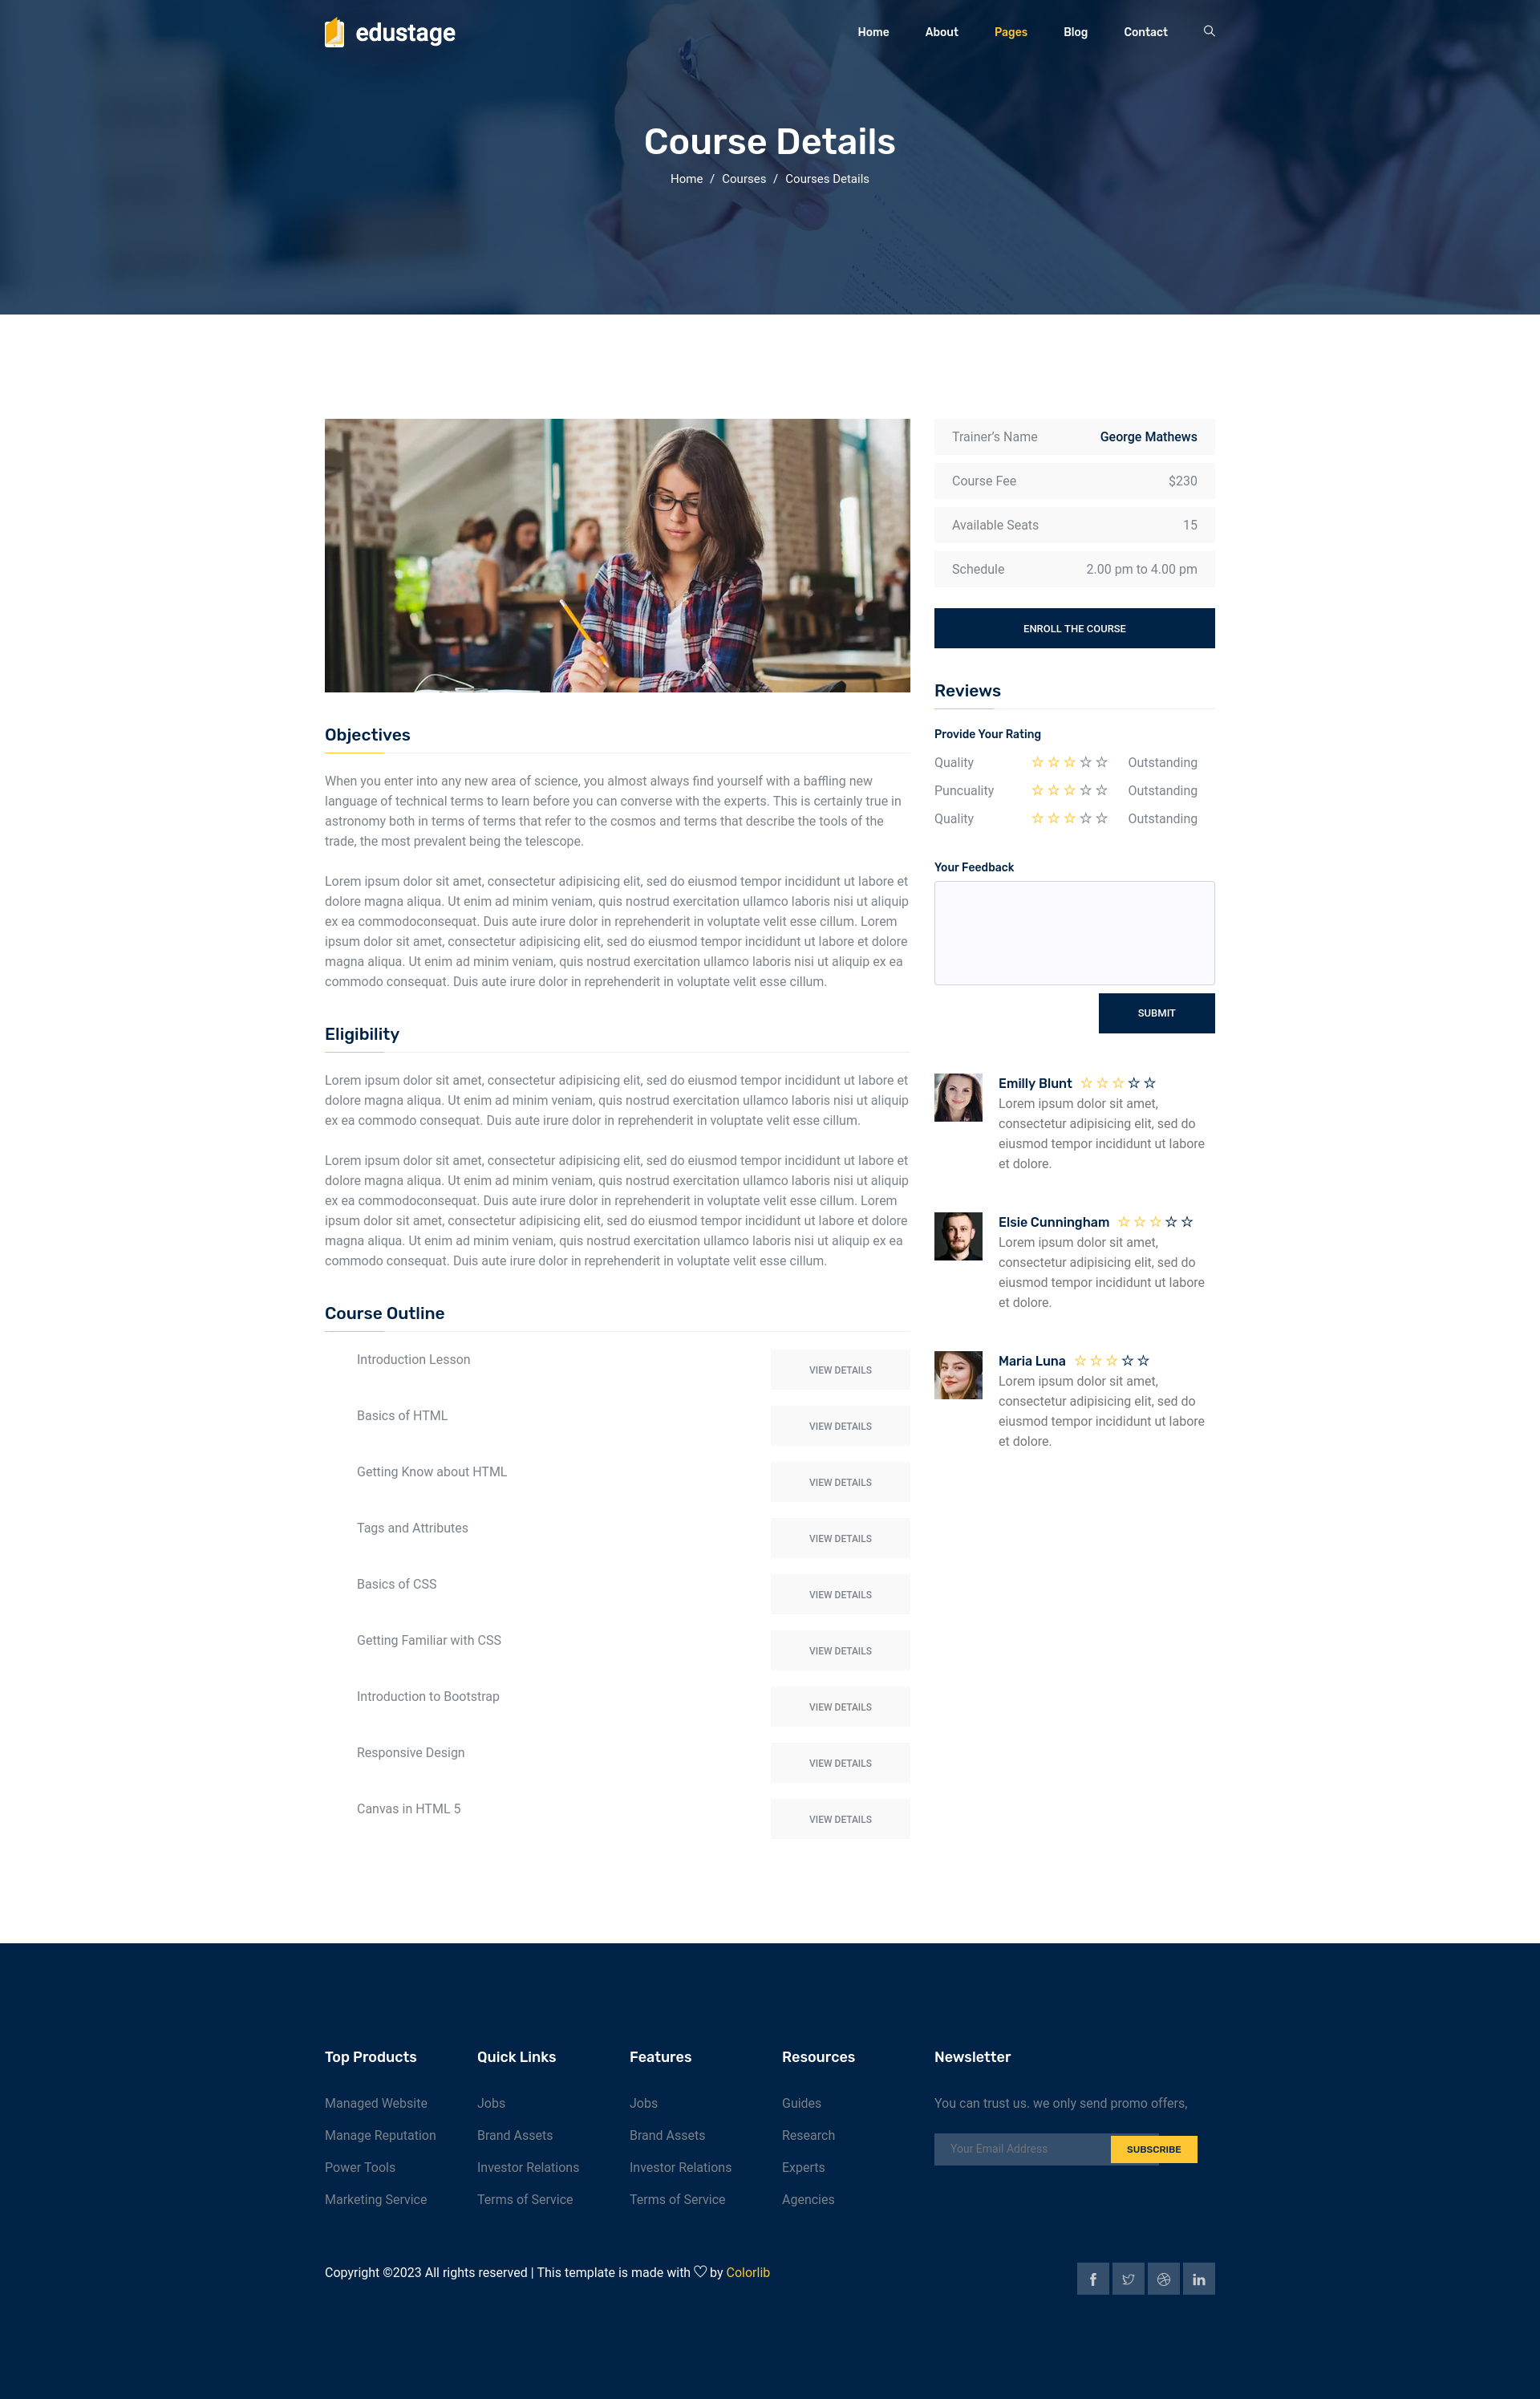 edustage
Home About Pages Blog Contact
Course Details
Home / Courses / Courses Details
Objectives
When you enter into any new area of science, you almost always find yourself with a baffling new
language of technical terms to learn before you can converse with the experts. This is certainly true in
astronomy both in terms of terms that refer to the cosmos and terms that describe the tools of the
trade, the most prevalent being the telescope.
Lorem ipsum dolor sit amet, consectetur adipisicing elit, sed do eiusmod tempor incididunt ut labore et
dolore magna aliqua. Ut enim ad minim veniam, quis nostrud exercitation ullamco laboris nisi ut aliquip
ex ea commodoconsequat. Duis aute irure dolor in reprehenderit in voluptate velit esse cillum. Lorem
ipsum dolor sit amet, consectetur adipisicing elit, sed do eiusmod tempor incididunt ut labore et dolore
magna aliqua. Ut enim ad minim veniam, quis nostrud exercitation ullamco laboris nisi ut aliquip ex ea
commodo consequat. Duis aute irure dolor in reprehenderit in voluptate velit esse cillum.
Eligibility
Lorem ipsum dolor sit amet, consectetur adipisicing elit, sed do eiusmod tempor incididunt ut labore et
dolore magna aliqua. Ut enim ad minim veniam, quis nostrud exercitation ullamco laboris nisi ut aliquip
ex ea commodo consequat. Duis aute irure dolor in reprehenderit in voluptate velit esse cillum.
Lorem ipsum dolor sit amet, consectetur adipisicing elit, sed do eiusmod tempor incididunt ut labore et
dolore magna aliqua. Ut enim ad minim veniam, quis nostrud exercitation ullamco laboris nisi ut aliquip
ex ea commodoconsequat. Duis aute irure dolor in reprehenderit in voluptate velit esse cillum. Lorem
ipsum dolor sit amet, consectetur adipisicing elit, sed do eiusmod tempor incididunt ut labore et dolore
magna aliqua. Ut enim ad minim veniam, quis nostrud exercitation ullamco laboris nisi ut aliquip ex ea
commodo consequat. Duis aute irure dolor in reprehenderit in voluptate velit esse cillum.
Course Outline
Introduction Lesson VIEW DETAILS
Basics of HTML VIEW DETAILS
Getting Know about HTML VIEW DETAILS
Tags and Attributes VIEW DETAILS
Basics of CSS VIEW DETAILS
Getting Familiar with CSS VIEW DETAILS
Introduction to Bootstrap VIEW DETAILS
Responsive Design VIEW DETAILS
Canvas in HTML 5 VIEW DETAILS
Trainer's Name George Mathews
Course Fee $230
Available Seats 15
Schedule 2.00 pm to 4.00 pm
ENROLL THE COURSE
Reviews
Provide Your Rating
Quality Outstanding
Puncuality Outstanding
Quality Outstanding
Your Feedback
SUBMIT
Emilly Blunt
Lorem ipsum dolor sit amet,
consectetur adipisicing elit, sed do
eiusmod tempor incididunt ut labore
et dolore.
Elsie Cunningham
Lorem ipsum dolor sit amet,
consectetur adipisicing elit, sed do
eiusmod tempor incididunt ut labore
et dolore.
Maria Luna
Lorem ipsum dolor sit amet,
consectetur adipisicing elit, sed do
eiusmod tempor incididunt ut labore
et dolore.
Top Products
Managed Website
Manage Reputation
Power Tools
Marketing Service
Quick Links
Jobs
Brand Assets
Investor Relations
Terms of Service
Features
Jobs
Brand Assets
Investor Relations
Terms of Service
Resources
Guides
Research
Experts
Agencies
Newsletter
You can trust us. we only send promo offers,
Your Email Address SUBSCRIBE
Copyright ©2023 All rights reserved | This template is made with ♡ by Colorlib